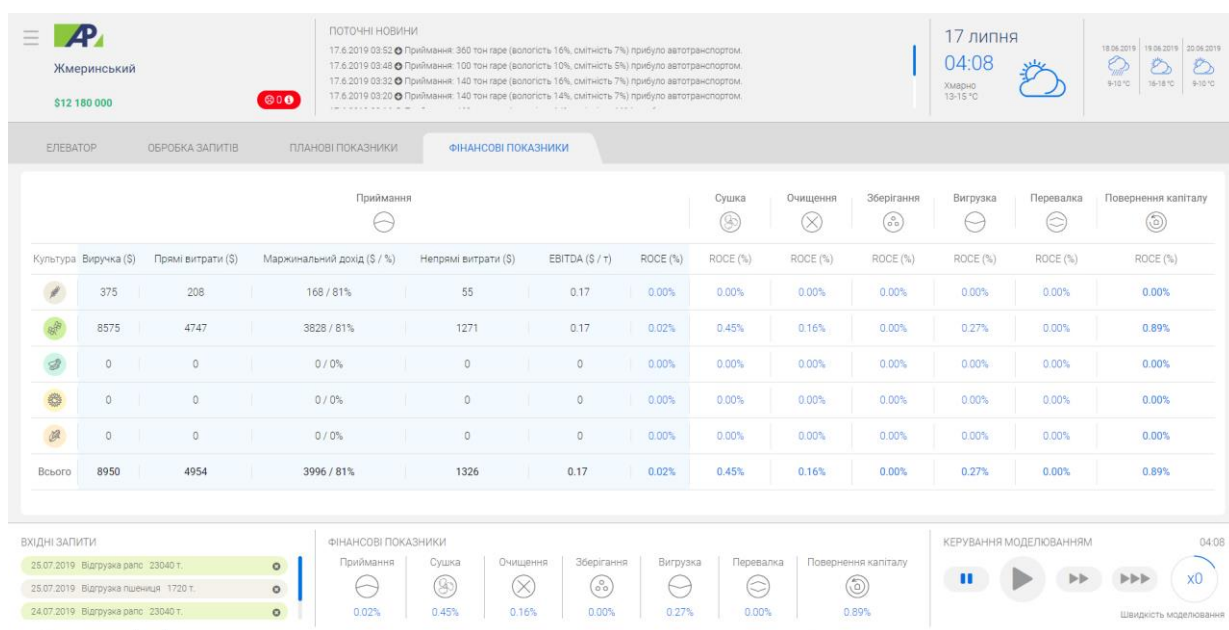 AP
Жмеринський
$12 180 000
0
ПОТОЧНІ НОВИНИ
17.6.2019 03:52 Приймання: 360 тон гаре (вологість 16%, смітність 7%) прибуло автотранспортом.
17.6.2019 03:48 Приймання: 100 тон гаре (вологість 10%, смітність 5%) прибуло автотранспортом.
17.6.2019 03:32 Приймання: 140 тон гаре (вологість 16%, смітність 7%) прибуло автотранспортом.
17.6.2019 03:20 Приймання: 140 тон гаре (вологість 14%, смітність 7%) прибуло автотранспортом.
17 липня
04:08
Хмарно
13-15 °C
18.06.2019 19.06.2019 20.06.2019
9-10 °C 16-18 °C 9-10 °C
ЕЛЕВАТОР ОБРОБКА ЗАПИТІВ ПЛАНОВІ ПОКАЗНИКИ ФІНАНСОВІ ПОКАЗНИКИ
Приймання Сушка Очищення Зберігання Вигрузка Перевалка Повернення капіталу
Культура Виручка ($) Прямі витрати ($) Маржинальний дохід ($ / %) Непрямі витрати ($) EBITDA ($ / т) ROCE (%) ROCE (%) ROCE (%) ROCE (%) ROCE (%) ROCE (%) ROCE (%)
375 208 168 / 81% 55 0.17 0.00% 0.00% 0.00% 0.00% 0.00% 0.00% 0.00%
8575 4747 3828 / 81% 1271 0.17 0.02% 0.45% 0.16% 0.00% 0.27% 0.00% 0.89%
0 0 0 / 0% 0 0 0.00% 0.00% 0.00% 0.00% 0.00% 0.00% 0.00%
0 0 0 / 0% 0 0 0.00% 0.00% 0.00% 0.00% 0.00% 0.00% 0.00%
0 0 0 / 0% 0 0 0.00% 0.00% 0.00% 0.00% 0.00% 0.00% 0.00%
Всього 8950 4954 3996 / 81% 1326 0.17 0.02% 0.45% 0.16% 0.00% 0.27% 0.00% 0.89%
ВХІДНІ ЗАПИТИ
25.07.2019 Відгрузка рапс 23040 т.
25.07.2019 Відгрузка пшениця 1720 т.
24.07.2019 Відгрузка рапс 23040 т.
ФІНАНСОВІ ПОКАЗНИКИ
Приймання Сушка Очищення Зберігання Вигрузка Перевалка Повернення капіталу
0.02% 0.45% 0.16% 0.00% 0.27% 0.00% 0.89%
КЕРУВАННЯ МОДЕЛЮВАННЯМ 04:08
x0
Швидкість моделювання